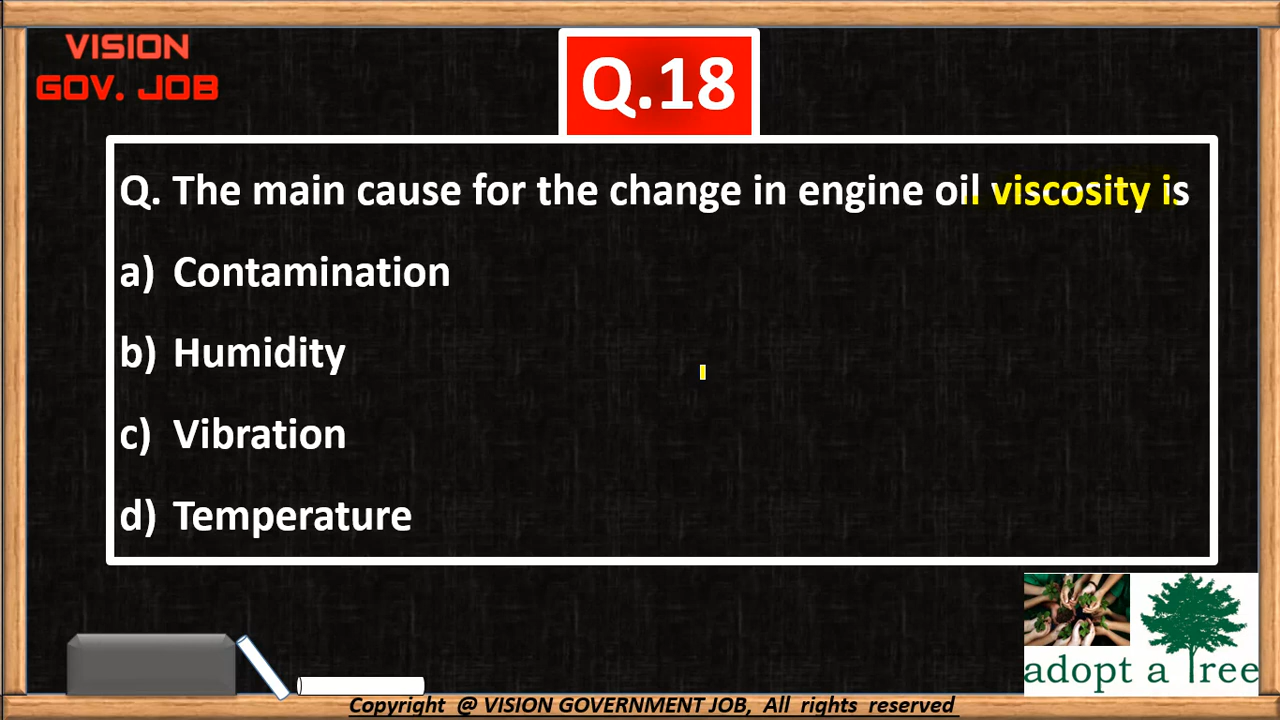 VISION
GOV. JOB
Q.18
Q. The main cause for the change in engine oil viscosity is
a) Contamination
b) Humidity
c) Vibration
d) Temperature
adopt a Tree
Copyright @ VISION GOVERNMENT JOB, All rights reserved